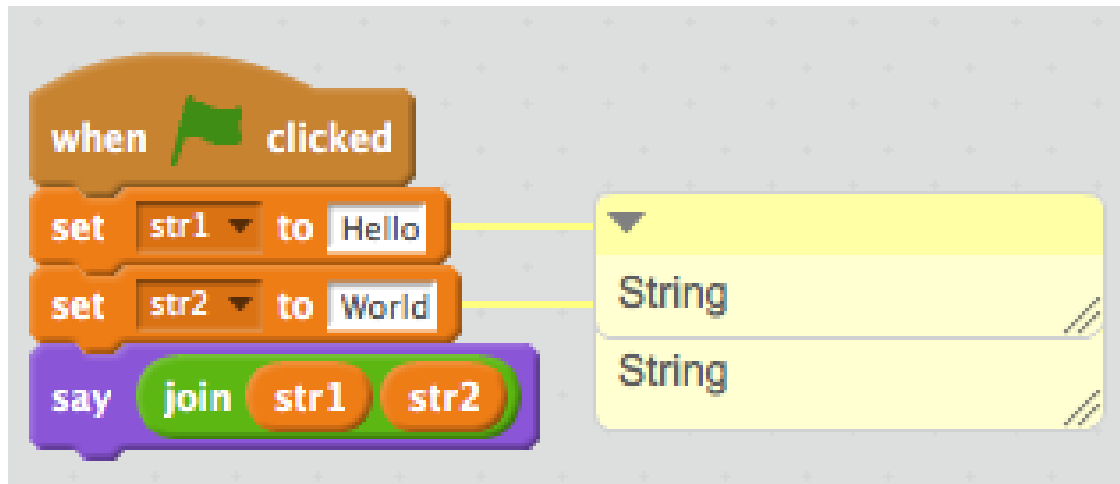 when clicked
set str1 to Hello
String
set str2 to World
String
say join str1 str2